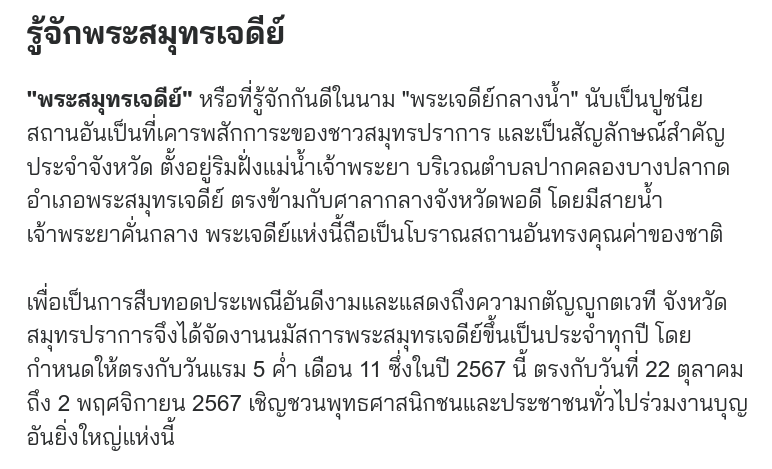 รู้จักพระสมุทรเจดีย์
"พระสมุทรเจดีย์" หรือที่รู้จักกันดีในนาม "พระเจดีย์กลางน้ำ" นับเป็นปูชนีย
สถานอันเป็นที่เคารพสักการะของชาวสมุทรปราการ และเป็นสัญลักษณ์สำคัญ
ประจำจังหวัด ตั้งอยู่ริมฝั่งแม่น้ำเจ้าพระยา บริเวณตำบลปากคลองบางปลากด
อำเภอพระสมุทรเจดีย์ ตรงข้ามกับศาลากลางจังหวัดพอดี โดยมีสายน้ำ
เจ้าพระยาคั่นกลาง พระเจดีย์แห่งนี้ถือเป็นโบราณสถานอันทรงคุณค่าของชาติ
เพื่อเป็นการสืบทอดประเพณีอันดีงามและแสดงถึงความกตัญญูกตเวที จังหวัด
สมุทรปราการจึงได้จัดงานนมัสการพระสมุทรเจดีย์ขึ้นเป็นประจำทุกปี โดย
กำหนดให้ตรงกับวันแรม 5 ค่ำ เดือน 11 ซึ่งในปี 2567 นี้ ตรงกับวันที่ 22 ตุลาคม
ถึง 2 พฤศจิกายน 2567 เชิญชวนพุทธศาสนิกชนและประชาชนทั่วไปร่วมงานบุญ
อันยิ่งใหญ่แห่งนี้